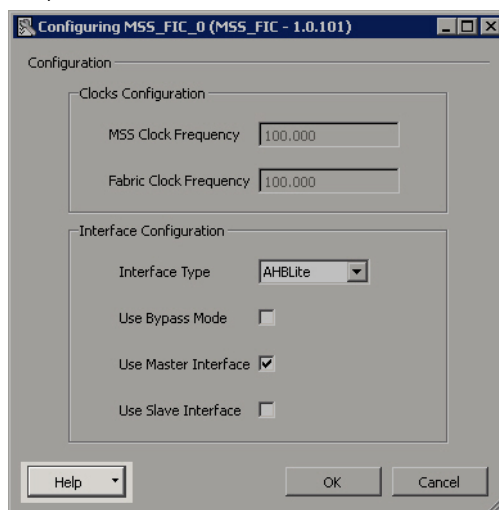 Configuring MSS_FIC_0 (MSS_FIC - 1.0.101)
Configuration
Clocks Configuration
MSS Clock Frequency 100.000
Fabric Clock Frequency 100.000
Interface Configuration
Interface Type AHBLite
Use Bypass Mode
Use Master Interface
Use Slave Interface
Help OK Cancel